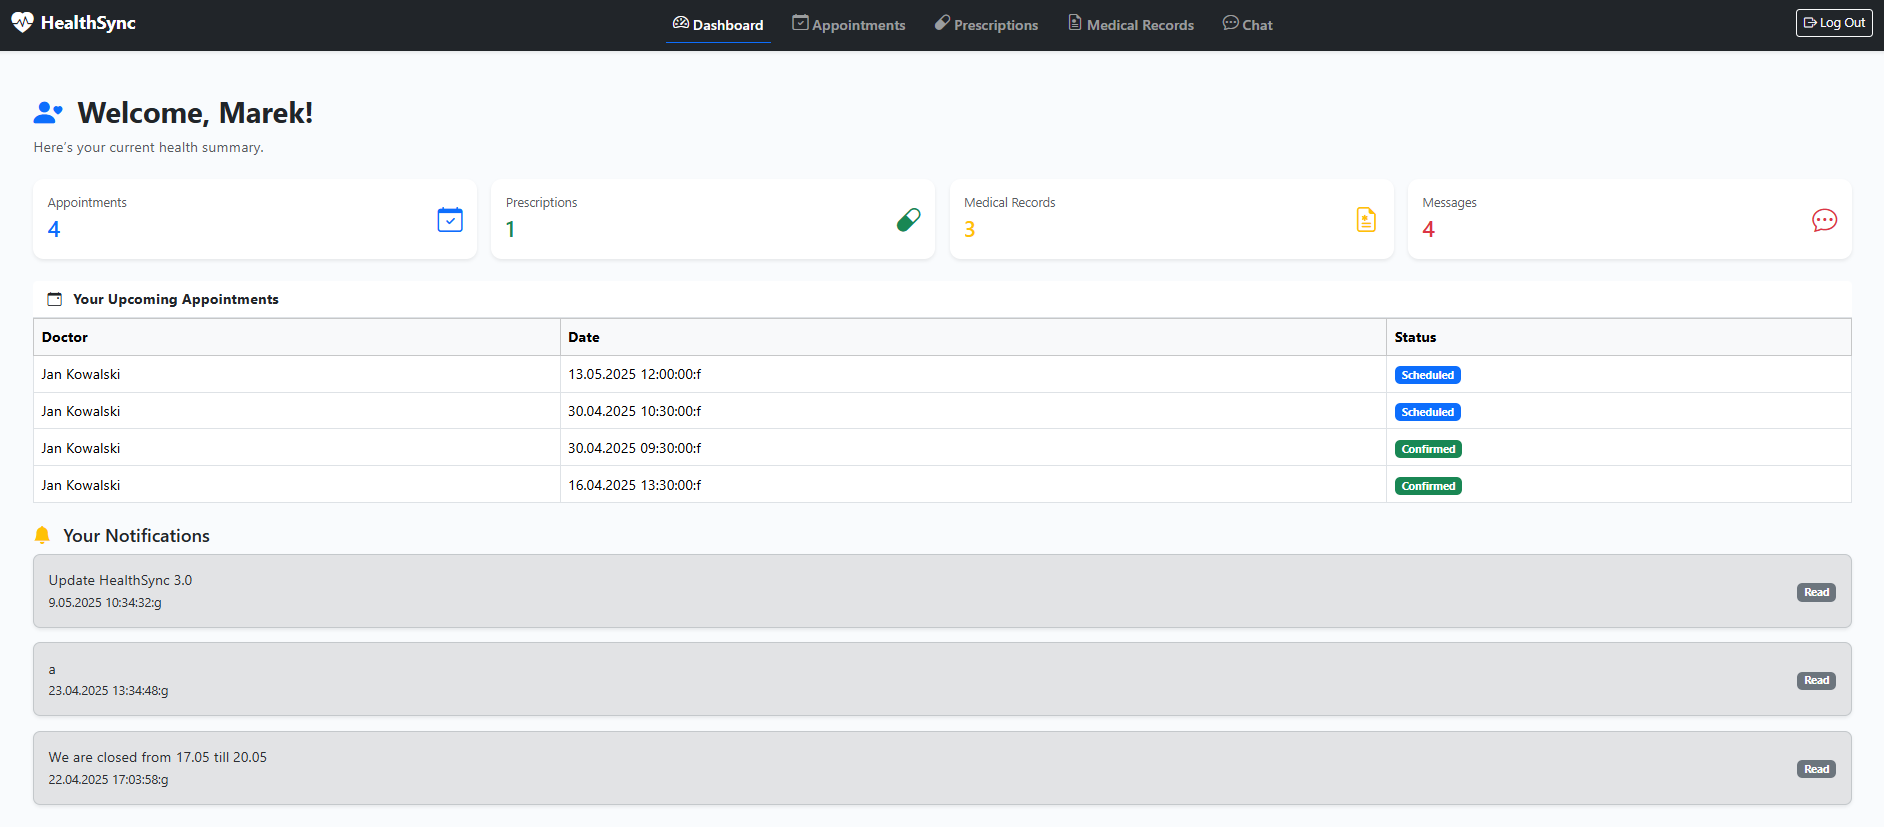 HealthSync
Dashboard
Appointments
Prescriptions
Medical Records
Chat
Log Out
Welcome, Marek!
Here's your current health summary.
Appointments
4
Prescriptions
1
Medical Records
3
Messages
4
Your Upcoming Appointments
Doctor Date Status
Jan Kowalski 13.05.2025 12:00:00:f Scheduled
Jan Kowalski 30.04.2025 10:30:00:f Scheduled
Jan Kowalski 30.04.2025 09:30:00:f Confirmed
Jan Kowalski 16.04.2025 13:30:00:f Confirmed
Your Notifications
Update HealthSync 3.0
9.05.2025 10:34:32:g
Read
a
23.04.2025 13:34:48:g
Read
We are closed from 17.05 till 20.05
22.04.2025 17:03:58:g
Read